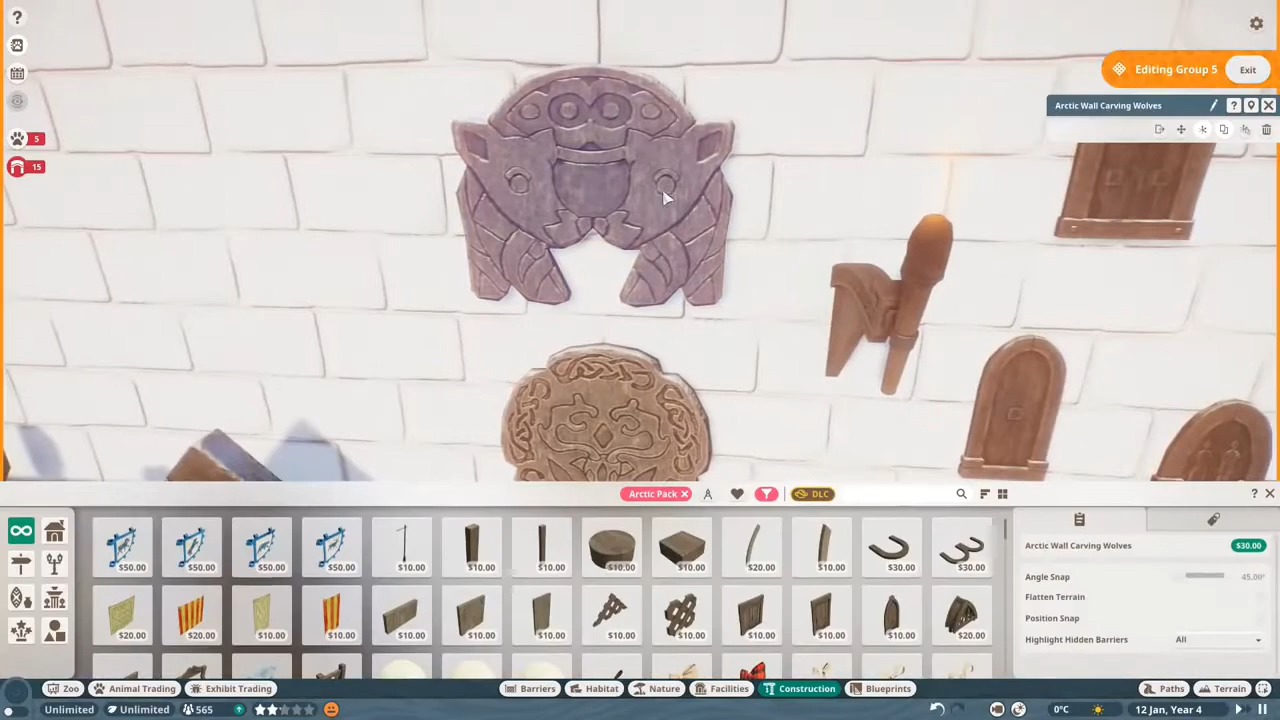 ?
Editing Group 5
Exit
Arctic Wall Carving Wolves
?
5
15
Arctic Pack
DLC
?
$50.00
$50.00
$50.00
$50.00
$10.00
$10.00
$10.00
$10.00
$10.00
$20.00
$10.00
$30.00
$30.00
$20.00
$20.00
$10.00
$10.00
$10.00
$10.00
$10.00
$10.00
$10.00
$10.00
$10.00
$10.00
$20.00
Arctic Wall Carving Wolves
$30.00
Angle Snap
45.00°
Flatten Terrain
Position Snap
Highlight Hidden Barriers
All
Zoo
Animal Trading
Exhibit Trading
Barriers
Habitat
Nature
Facilities
Construction
Blueprints
Paths
Terrain
Unlimited
Unlimited
565
0°C
12 Jan, Year 4